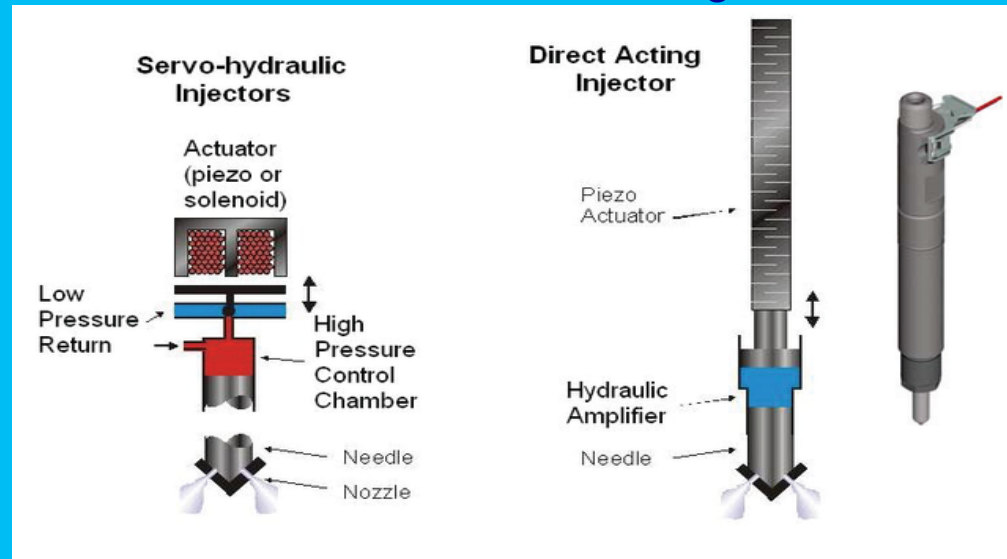 Servo-hydraulic
Injectors
Actuator
(piezo or
solenoid)
Low
Pressure
Return
High
Pressure
Control
Chamber
Needle
Nozzle
Direct Acting
Injector
Piezo
Actuator
Hydraulic
Amplifier
Needle